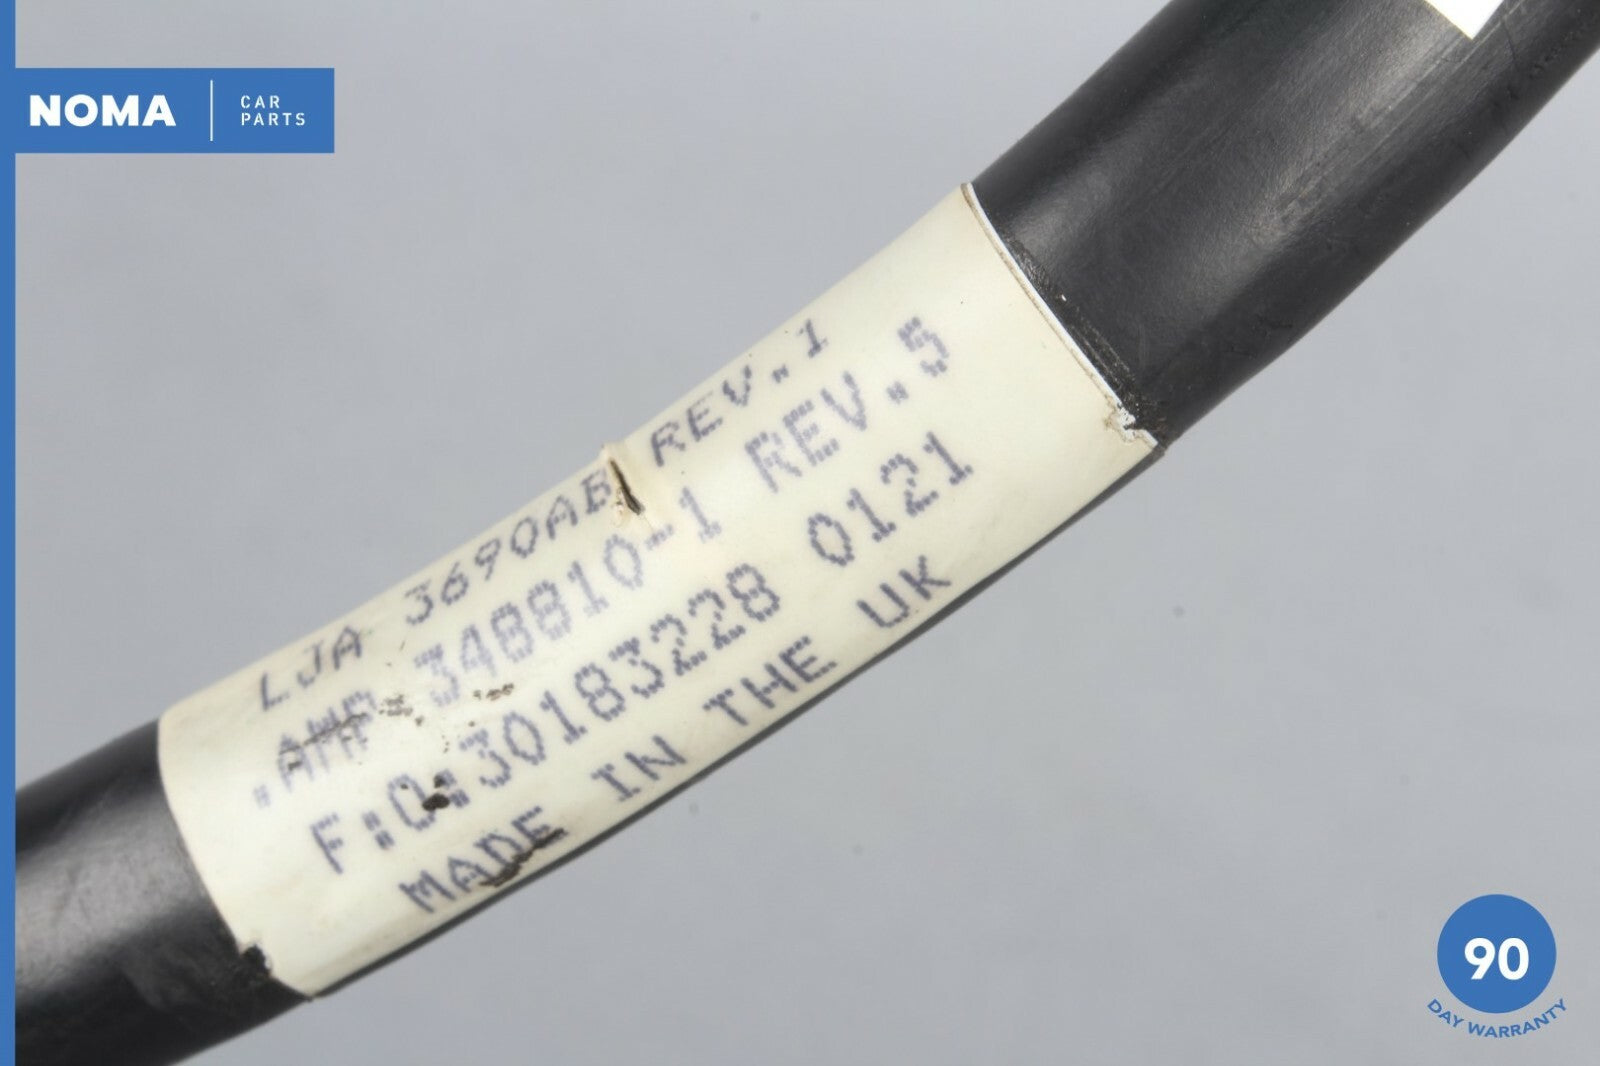 NOMA
CAR
PARTS
LJA 3690AB REV.1
.AMP 348810-1 REV.5
F:O:30183228 0121
MADE IN THE UK
90
DAY WARRANTY